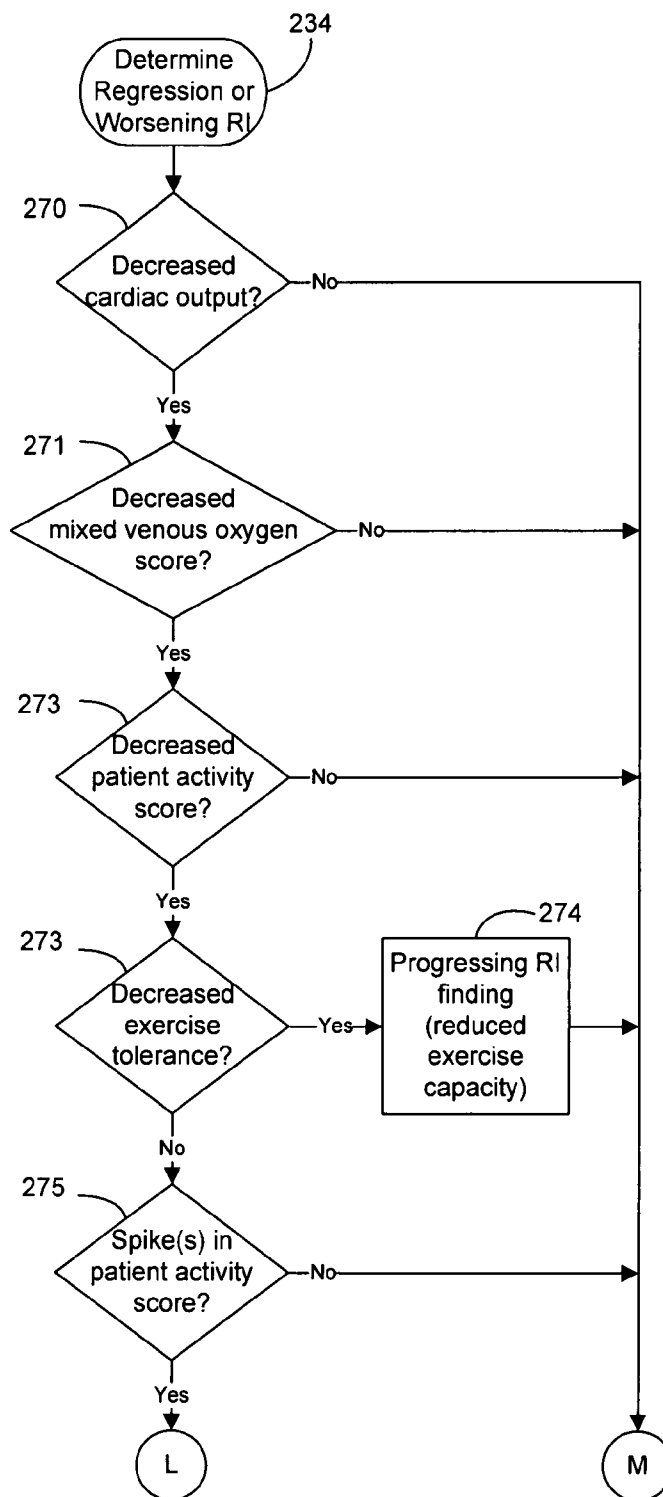 234
Determine
Regression or
Worsening RI
270
Decreased
cardiac output?
No
Yes
271
Decreased
mixed venous oxygen
score?
No
Yes
273
Decreased
patient activity
score?
No
Yes
273
Decreased
exercise
tolerance?
Yes
274
Progressing RI
finding
(reduced
exercise
capacity)
No
275
Spike(s) in
patient activity
score?
No
Yes
L
M